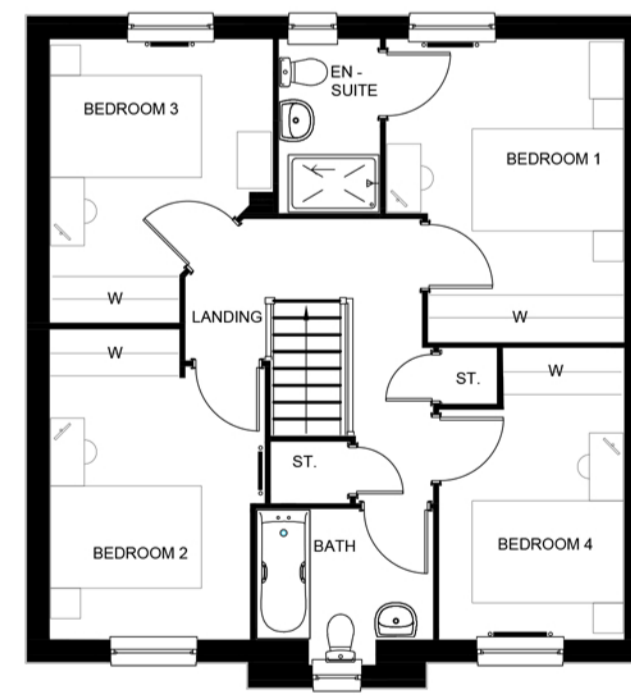 BEDROOM 3
EN -
SUITE
BEDROOM 1
W
LANDING
W
W
ST.
W
ST.
BATH
BEDROOM 2
BEDROOM 4